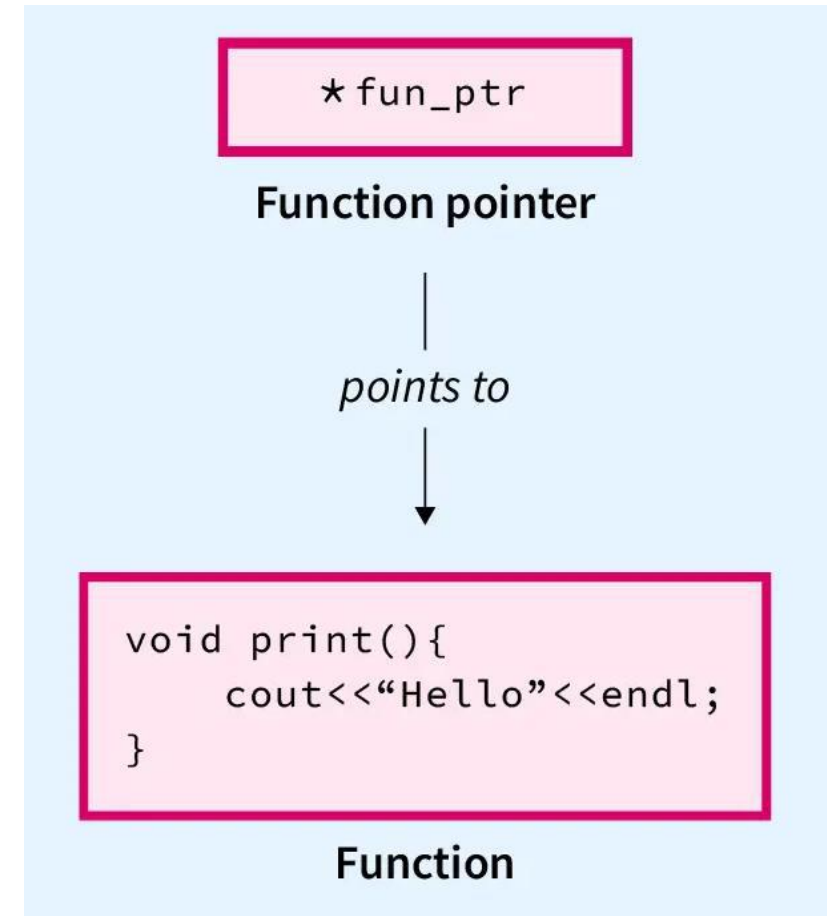 *fun_ptr
Function pointer
points to
void print(){
    cout<<“Hello”<<endl;
}
Function